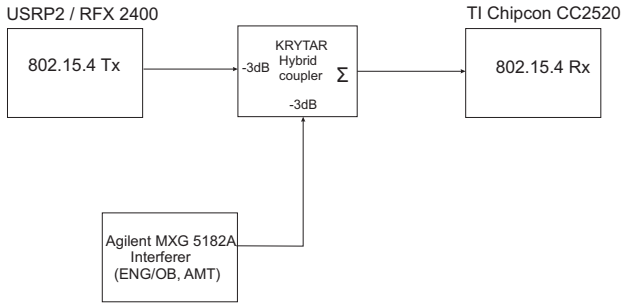 USRP2 / RFX 2400
TI Chipcon CC2520
802.15.4 Tx
KRYTAR
Hybrid
coupler
-3dB
Σ
-3dB
802.15.4 Rx
Agilent MXG 5182A
Interferer
(ENG/OB, AMT)